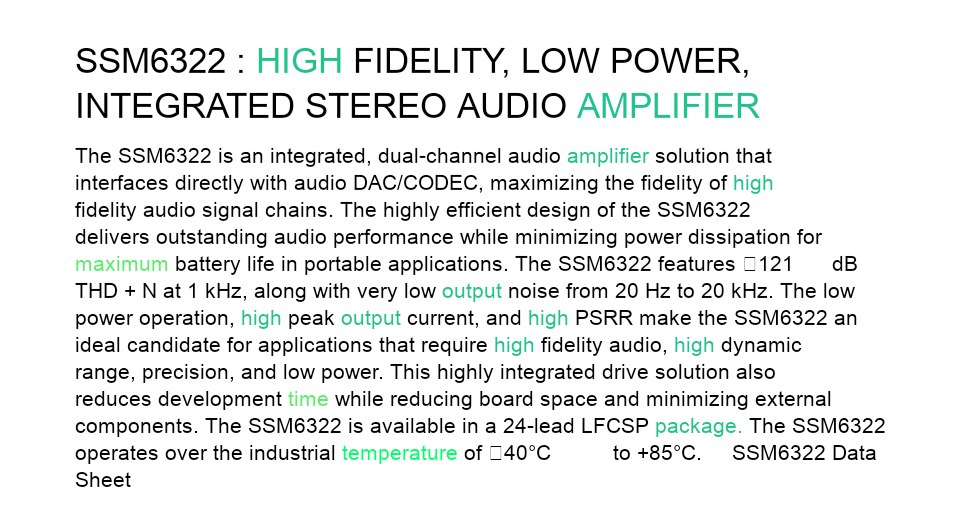 SSM6322 : HIGH FIDELITY, LOW POWER,
INTEGRATED STEREO AUDIO AMPLIFIER
The SSM6322 is an integrated, dual-channel audio amplifier solution that
interfaces directly with audio DAC/CODEC, maximizing the fidelity of high
fidelity audio signal chains. The highly efficient design of the SSM6322
delivers outstanding audio performance while minimizing power dissipation for
maximum battery life in portable applications. The SSM6322 features □121 dB
THD + N at 1 kHz, along with very low output noise from 20 Hz to 20 kHz. The low
power operation, high peak output current, and high PSRR make the SSM6322 an
ideal candidate for applications that require high fidelity audio, high dynamic
range, precision, and low power. This highly integrated drive solution also
reduces development time while reducing board space and minimizing external
components. The SSM6322 is available in a 24-lead LFCSP package. The SSM6322
operates over the industrial temperature of □40°C to +85°C. SSM6322 Data
Sheet